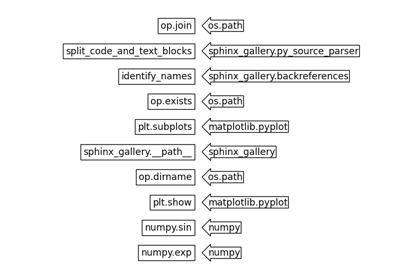 op.join os.path
split_code_and_text_blocks sphinx_gallery.py_source_parser
identify_names sphinx_gallery.backreferences
op.exists os.path
plt.subplots matplotlib.pyplot
sphinx_gallery.__path__ sphinx_gallery
op.dirname os.path
plt.show matplotlib.pyplot
numpy.sin numpy
numpy.exp numpy